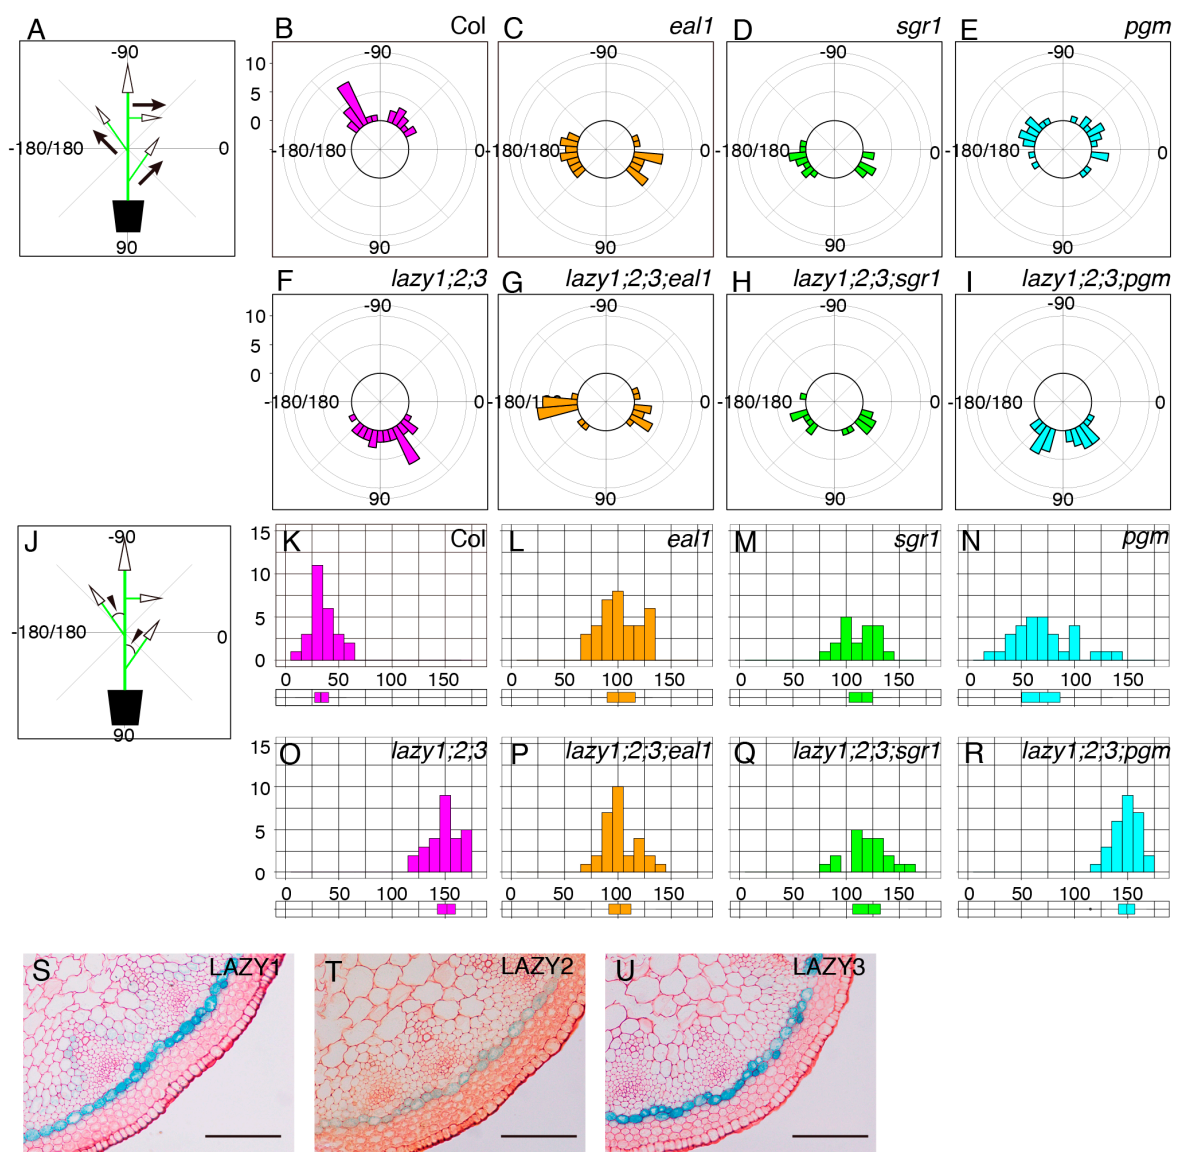 A
-90
-180/180
0
90
B Col
10
5
0
-90
-180/180
0
90
C eal1
-90
-180/180
0
90
D sgr1
-90
-180/180
0
90
E pgm
-90
-180/180
0
90
F lazy1;2;3
10
5
0
-90
-180/180
0
90
G lazy1;2;3;eal1
-90
0
90
H lazy1;2;3;sgr1
-90
-180/180
0
90
I lazy1;2;3;pgm
-90
-180/180
0
90
J
-90
-180/180
0
90
K Col
15
10
5
0
0 50 100 150
L eal1
0 50 100 150
M sgr1
0 50 100 150
N pgm
0 50 100 150
O lazy1;2;3
15
10
5
0
0 50 100 150
P lazy1;2;3;eal1
0 50 100 150
Q lazy1;2;3;sgr1
0 50 100 150
R lazy1;2;3;pgm
0 50 100 150
S LAZY1
T LAZY2
U LAZY3